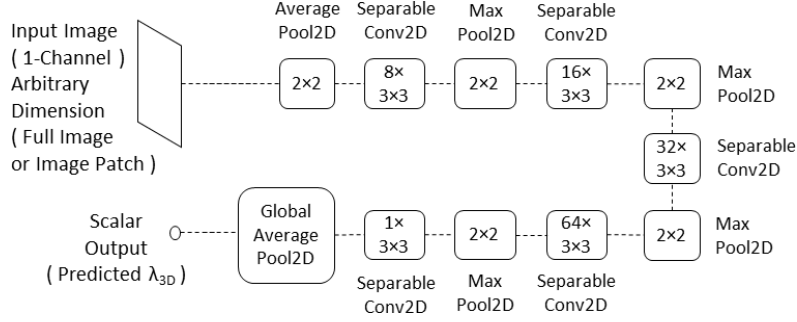 Input Image
( 1-Channel )
Arbitrary
Dimension
( Full Image
or Image Patch )
Average
Pool2D
2×2
Separable
Conv2D
8×
3×3
Max
Pool2D
2×2
Separable
Conv2D
16×
3×3
2×2
Max
Pool2D
32×
3×3
Separable
Conv2D
2×2
Max
Pool2D
64×
3×3
Separable
Conv2D
2×2
Max
Pool2D
1×
3×3
Separable
Conv2D
Global
Average
Pool2D
Scalar
Output
( Predicted λ3D )